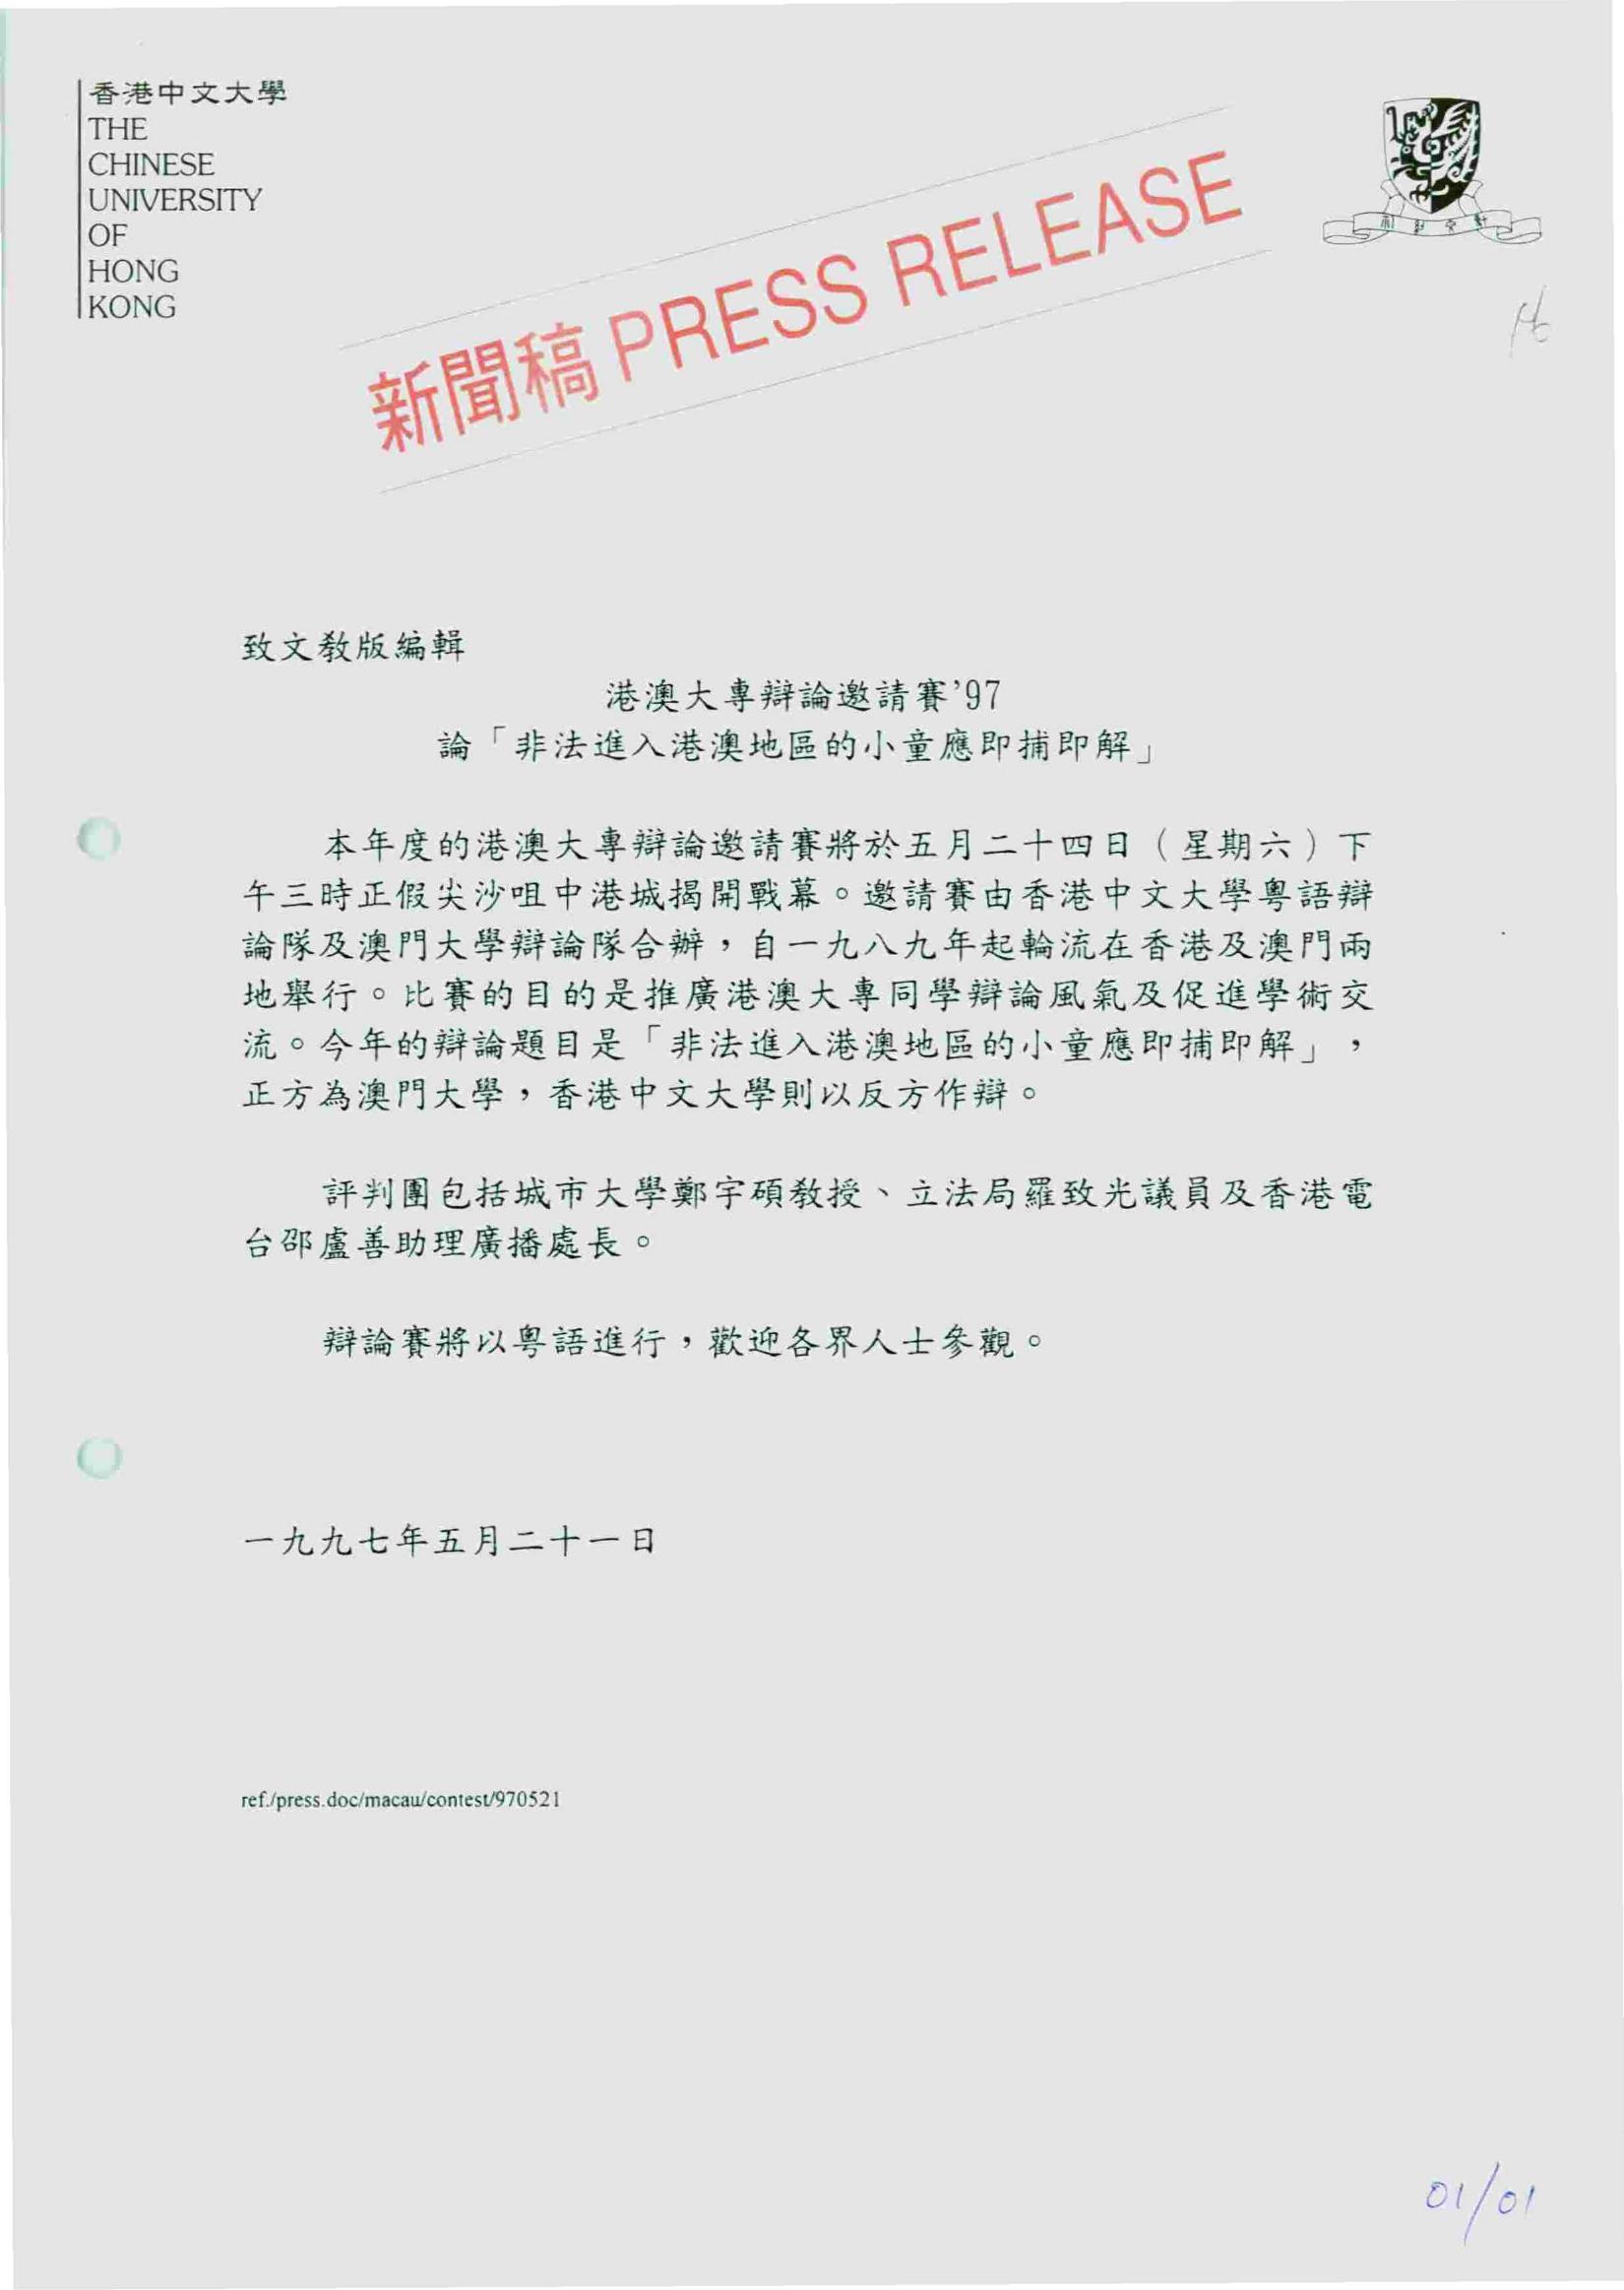 香港中文大學
THE
CHINESE
UNIVERSITY
OF
HONG
KONG
新聞稿 PRESS RELEASE
致文教版編輯
港澳大專辯論邀請賽’97
論「非法進入港澳地區的小童應即捕即解」
本年度的港澳大專辯論邀請賽將於五月二十四日（星期六）下
午三時正假尖沙咀中港城揭開戰幕。邀請賽由香港中文大學粵語辯
論隊及澳門大學辯論隊合辦，自一九八九年起輪流在香港及澳門兩
地舉行。比賽的目的是推廣港澳大專同學辯論風氣及促進學術交
流。今年的辯論題目是「非法進入港澳地區的小童應即捕即解」，
正方為澳門大學，香港中文大學則以反方作辯。
評判團包括城市大學鄭宇碩教授、立法局羅致光議員及香港電
台邵盧善助理廣播處長。
辯論賽將以粵語進行，歡迎各界人士參觀。
一九九七年五月二十一日
ref./press.doc/macau/contest/970521
01/01